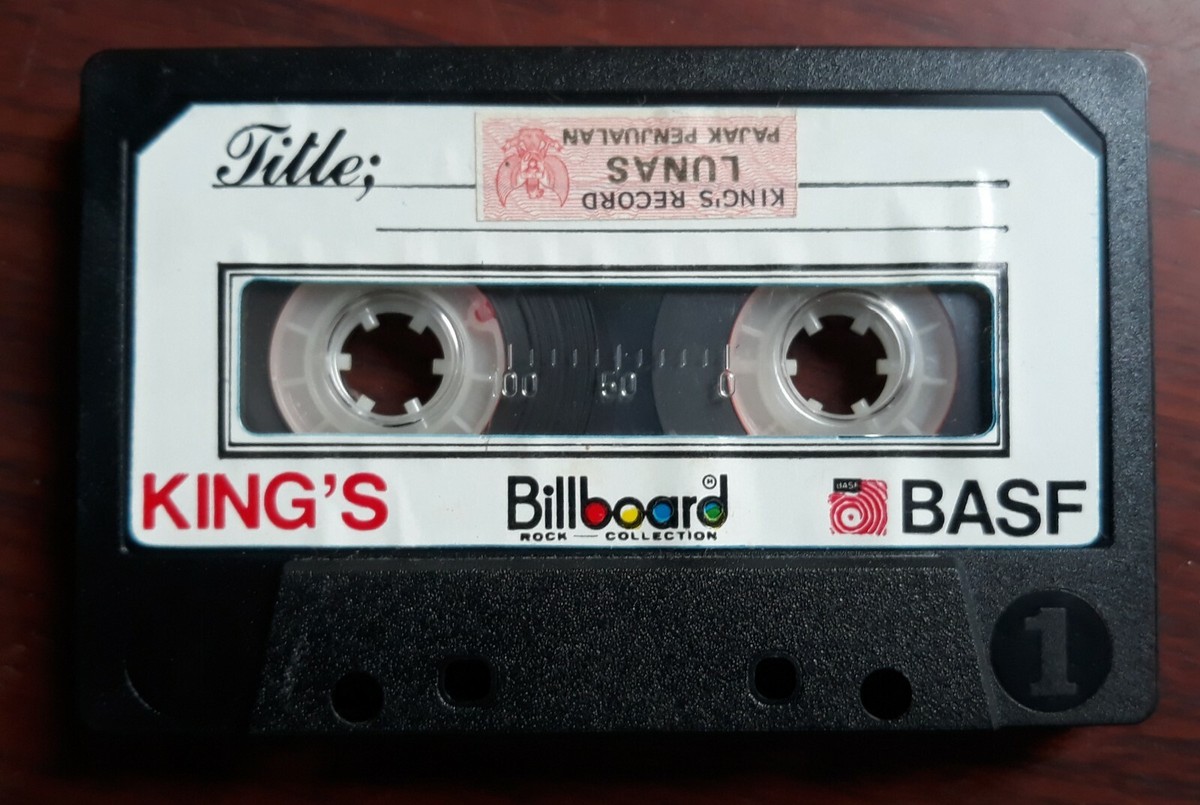 Title;
KING'S RECORD
LUNAS
PAJAK PENJUALAN
100 50 0
KING'S
Billboard
ROCK COLLECTION
BASF
BASF
1